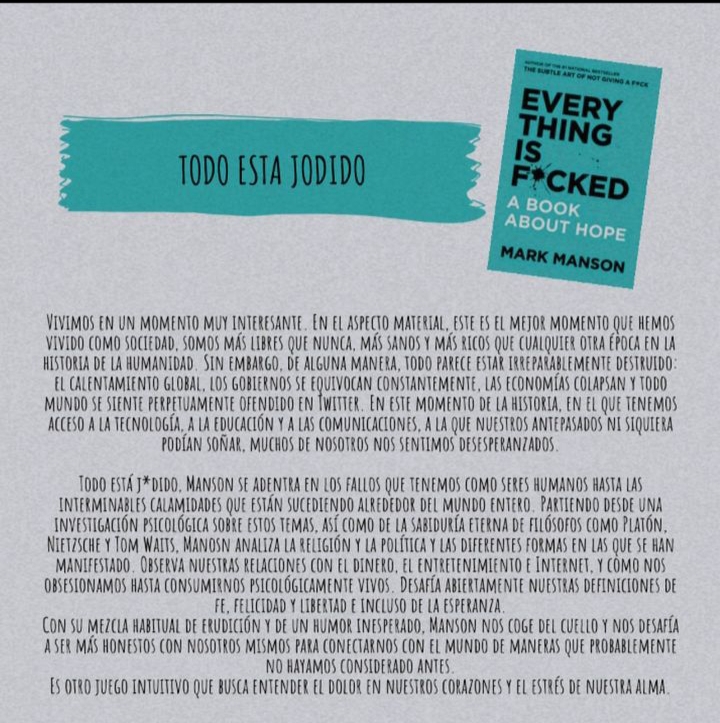 AUTHOR OF THE #1 NATIONAL BESTSELLER
THE SUBTLE ART OF NOT GIVING A F*CK
EVERY
THING
IS
F*CKED
A BOOK
ABOUT HOPE
MARK MANSON
TODO ESTA JODIDO
Vivimos en un momento muy interesante. En el aspecto material, este es el mejor momento que hemos
vivido como sociedad, somos más libres que nunca, más sanos y más ricos que cualquier otra época en la
historia de la humanidad. Sin embargo, de alguna manera, todo parece estar irreparablemente destruido:
el calentamiento global, los gobiernos se equivocan constantemente, las economías colapsan y todo
mundo se siente perpetuamente ofendido en Twitter. En este momento de la historia, en el que tenemos
acceso a la tecnología, a la educación y a las comunicaciones, a la que nuestros antepasados ni siquiera
podían soñar, muchos de nosotros nos sentimos desesperanzados.
Todo está j*dido, Manson se adentra en los fallos que tenemos como seres humanos hasta las
interminables calamidades que están sucediendo alrededor del mundo entero. Partiendo desde una
investigación psicológica sobre estos temas, así como de la sabiduría eterna de filósofos como Platón,
Nietzsche y Tom Waits, Manosn analiza la religión y la política y las diferentes formas en las que se han
manifestado. Observa nuestras relaciones con el dinero, el entretenimiento e Internet, y cómo nos
obsesionamos hasta consumirnos psicológicamente vivos. Desafía abiertamente nuestras definiciones de
fe, felicidad y libertad e incluso de la esperanza.
Con su mezcla habitual de erudición y de un humor inesperado, Manson nos coge del cuello y nos desafía
a ser más honestos con nosotros mismos para conectarnos con el mundo de maneras que probablemente
no hayamos considerado antes.
Es otro juego intuitivo que busca entender el dolor en nuestros corazones y el estrés de nuestra alma.